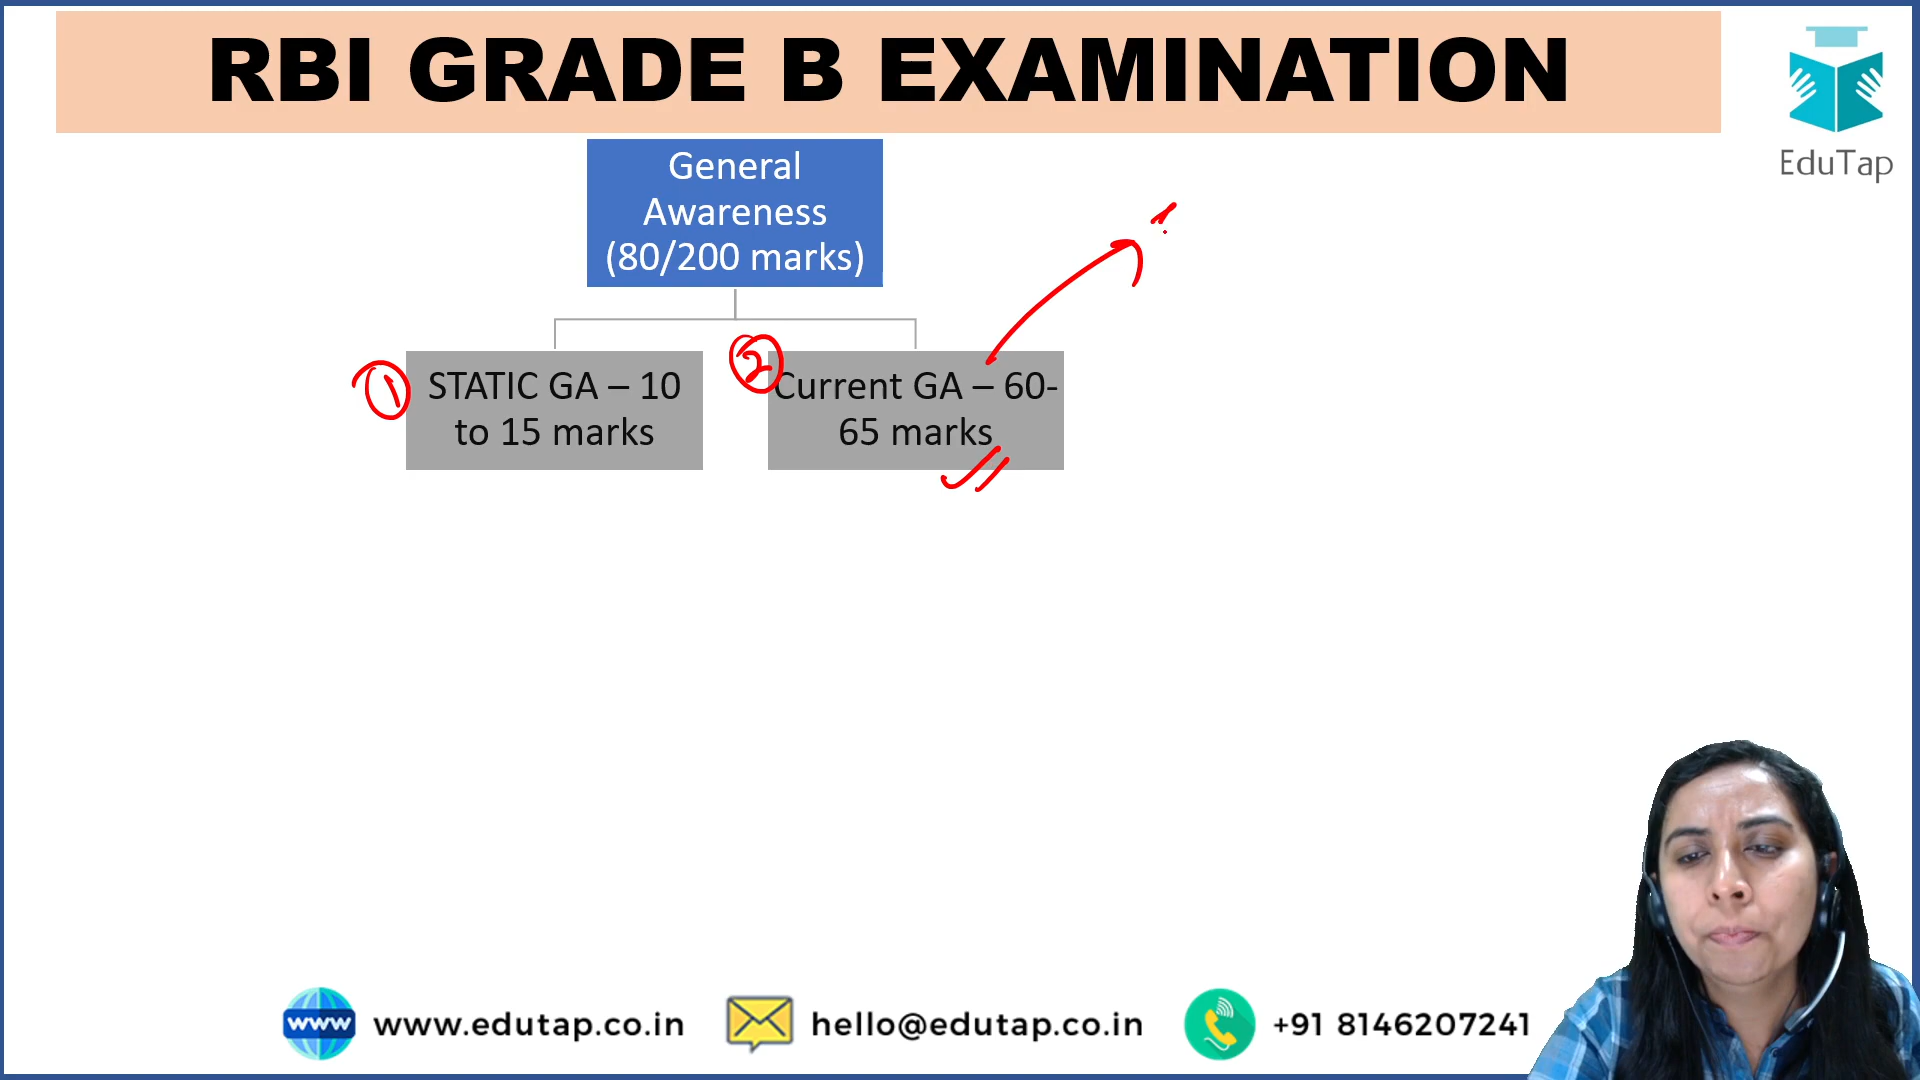 RBI GRADE B EXAMINATION
EduTap
General
Awareness
(80/200 marks)
1
STATIC GA – 10
to 15 marks
2
Current GA – 60-
65 marks
www
www.edutap.co.in
hello@edutap.co.in
+91 8146207241